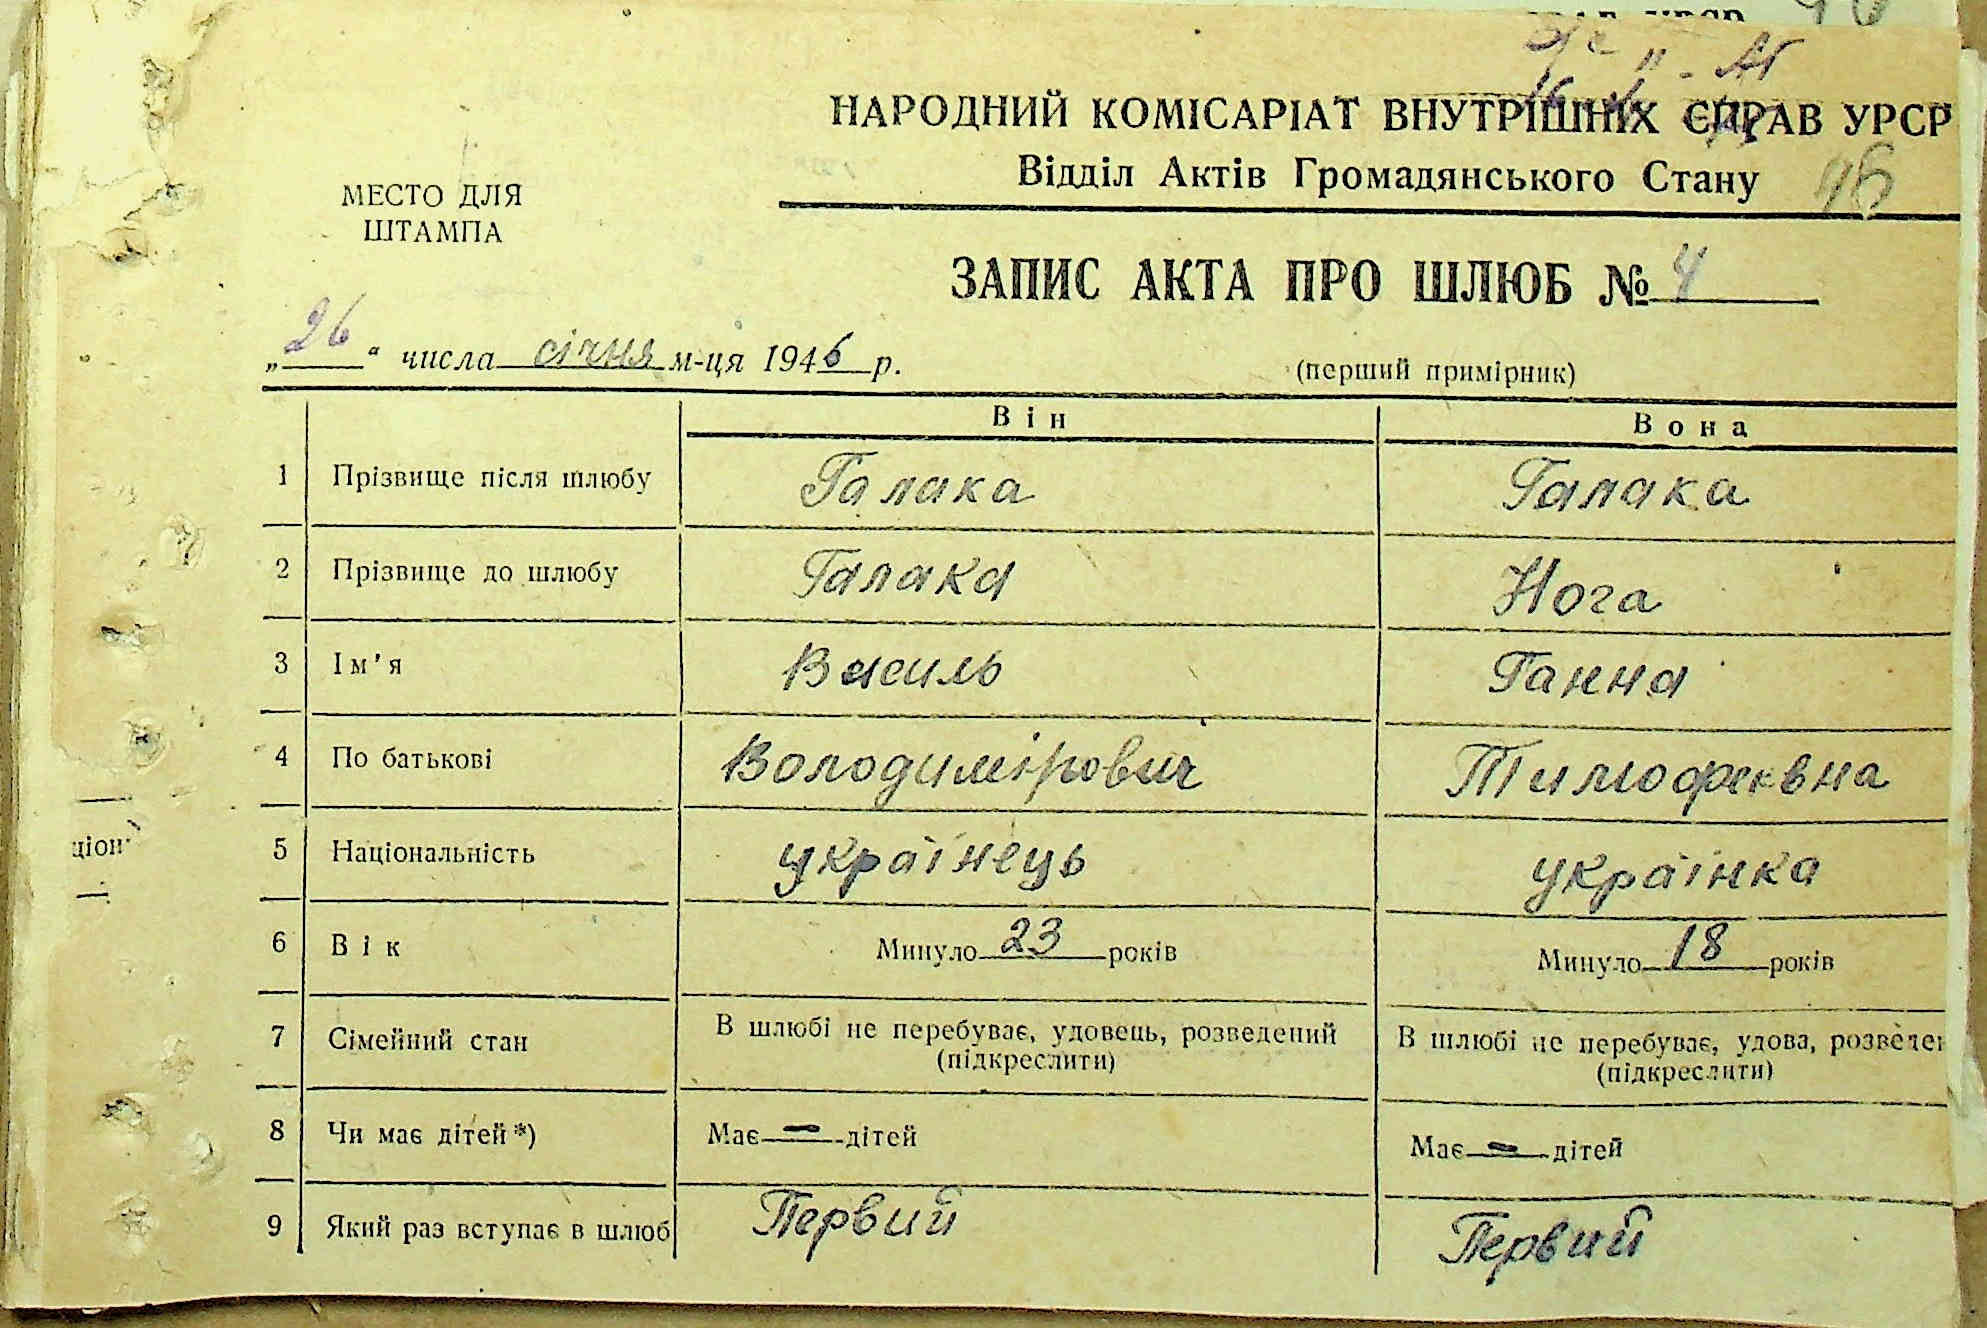 НАРОДНИЙ КОМІСАРІАТ ВНУТРІШНІХ СПРАВ УРСР
Відділ Актів Громадянського Стану 46
МЕСТО ДЛЯ
ШТАМПА
ЗАПИС АКТА ПРО ШЛЮБ № 4
„26“ числа січня м-ця 1946 р.
(перший примірник)
Він Вона
1 Прізвище після шлюбу Галака Галака
2 Прізвище до шлюбу Галака Нога
3 Ім'я Василь Ганна
4 По батькові Володимірович Тимофеевна
5 Національність українець українка
6 Вік Минуло 23 років Минуло 18 років
7 Сімейний стан В шлюбі не перебуває, удовець, розведений В шлюбі не перебуває, удова, розведен
(підкреслити) (підкреслити)
8 Чи має дітей*) Має — дітей Має — дітей
9 Який раз вступає в шлюб Первий Первий
ціон